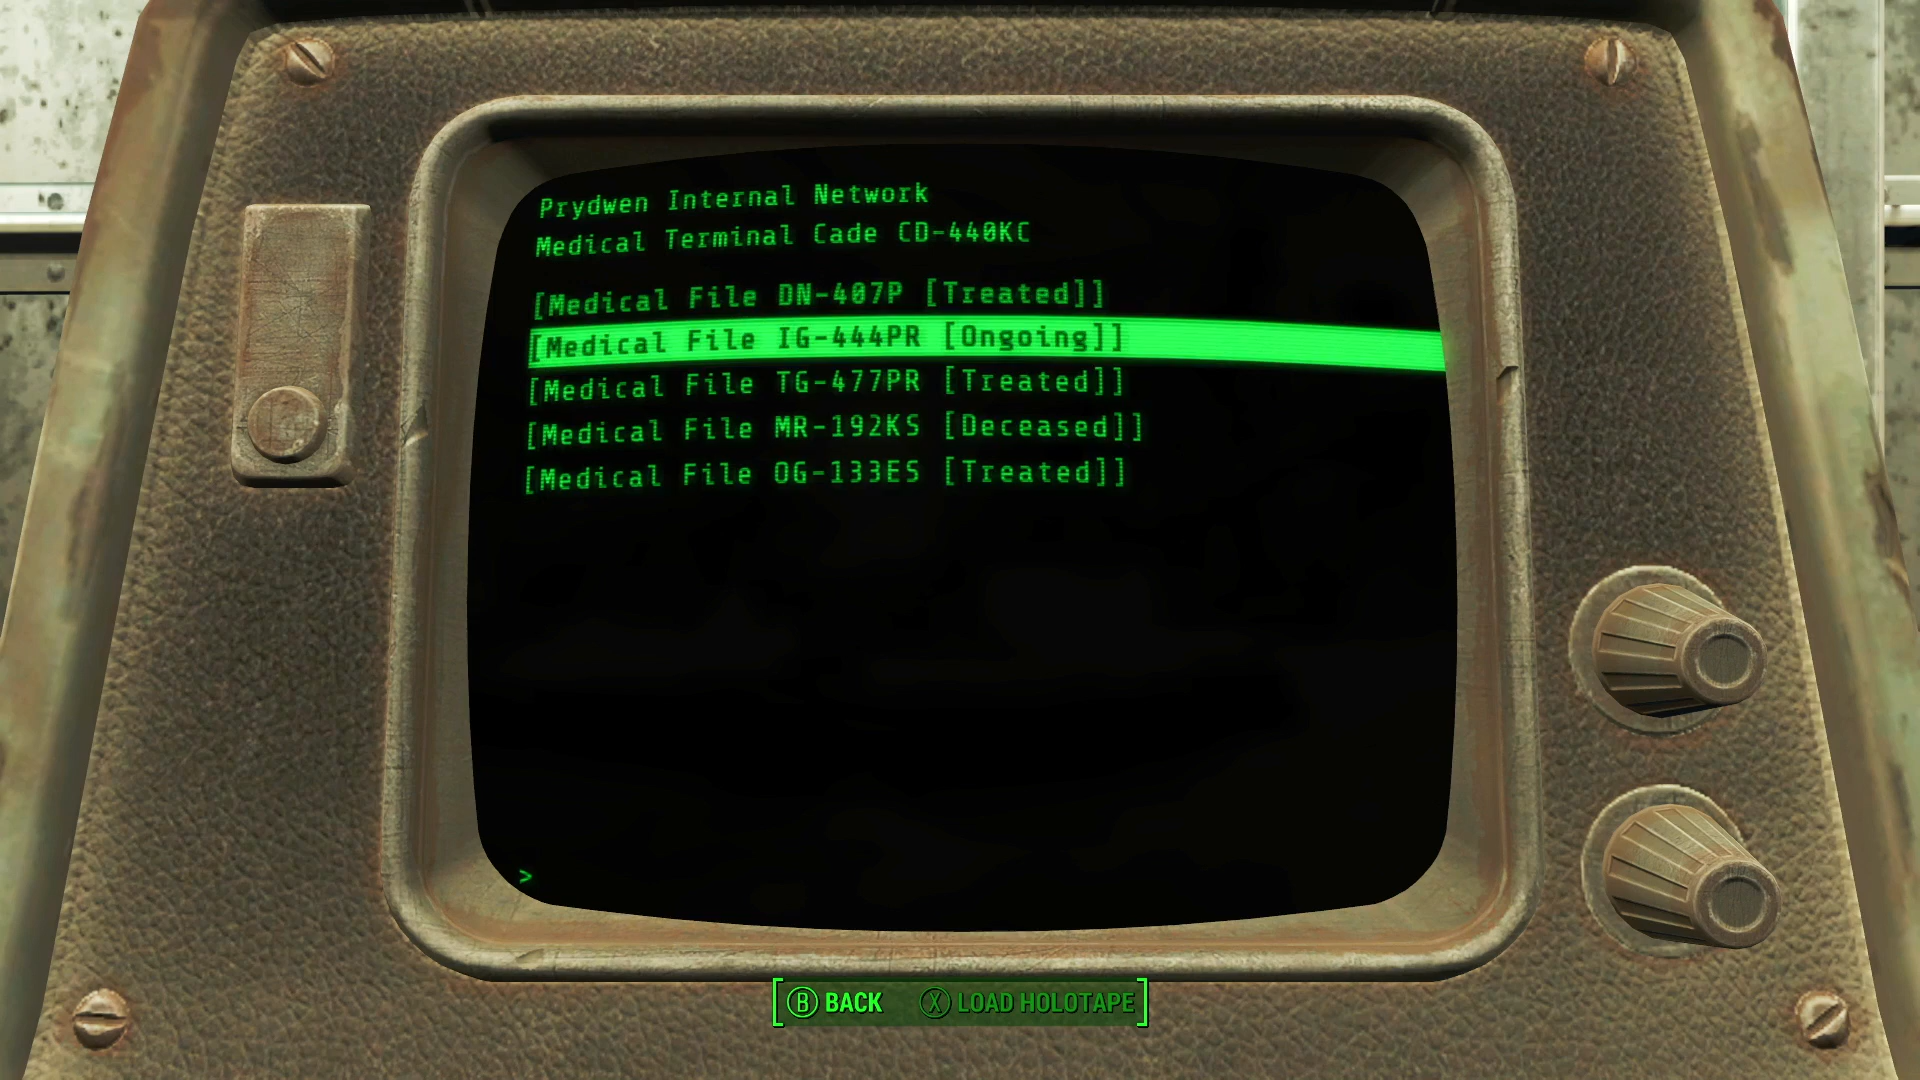 Prydwen Internal Network
Medical Terminal Cade CD-440KC
[Medical File DN-407P [Treated]]
[Medical File IG-444PR [Ongoing]]
[Medical File TG-477PR [Treated]]
[Medical File MR-192KS [Deceased]]
[Medical File OG-133ES [Treated]]
>
B BACK X LOAD HOLOTAPE